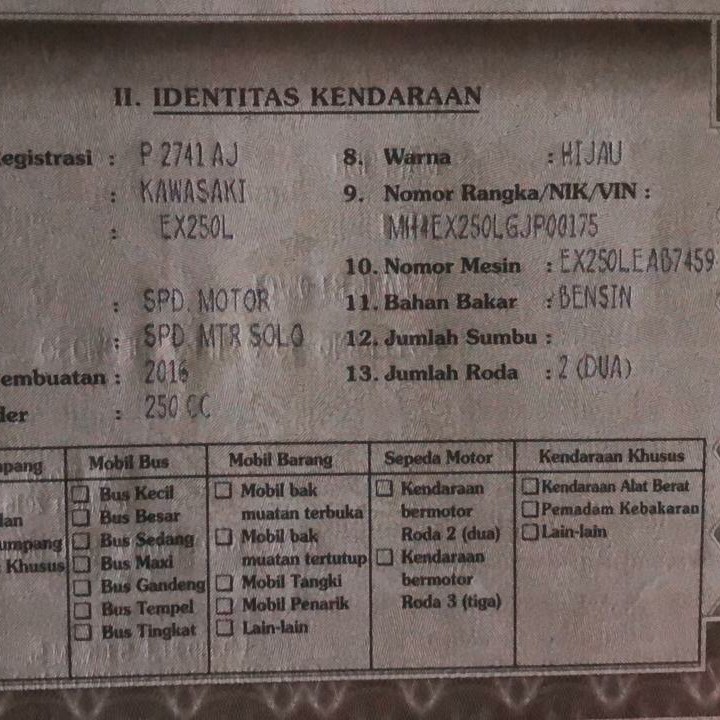 II. IDENTITAS KENDARAAN
egistrasi : P 2741 AJ
: KAWASAKI
: EX250L
: SPD. MOTOR
: SPD. MTR SOLO
embuatan : 2016
der : 250 CC
8. Warna : HIJAU
9. Nomor Rangka/NIK/VIN :
MH4EX250LGJP00175
10. Nomor Mesin : EX250LEAB7459
11. Bahan Bakar : BENSIN
12. Jumlah Sumbu :
13. Jumlah Roda : 2 (DUA)
npang
lan
umpang
Khusus
Mobil Bus
Bus Kecil
Bus Besar
Bus Sedang
Bus Maxi
Bus Gandeng
Bus Tempel
Bus Tingkat
Mobil Barang
Mobil bak
muatan terbuka
Mobil bak
muatan tertutup
Mobil Tangki
Mobil Penarik
Lain-lain
Sepeda Motor
Kendaraan
bermotor
Roda 2 (dua)
Kendaraan
bermotor
Roda 3 (tiga)
Kendaraan Khusus
Kendaraan Alat Berat
Pemadam Kebakaran
Lain-lain